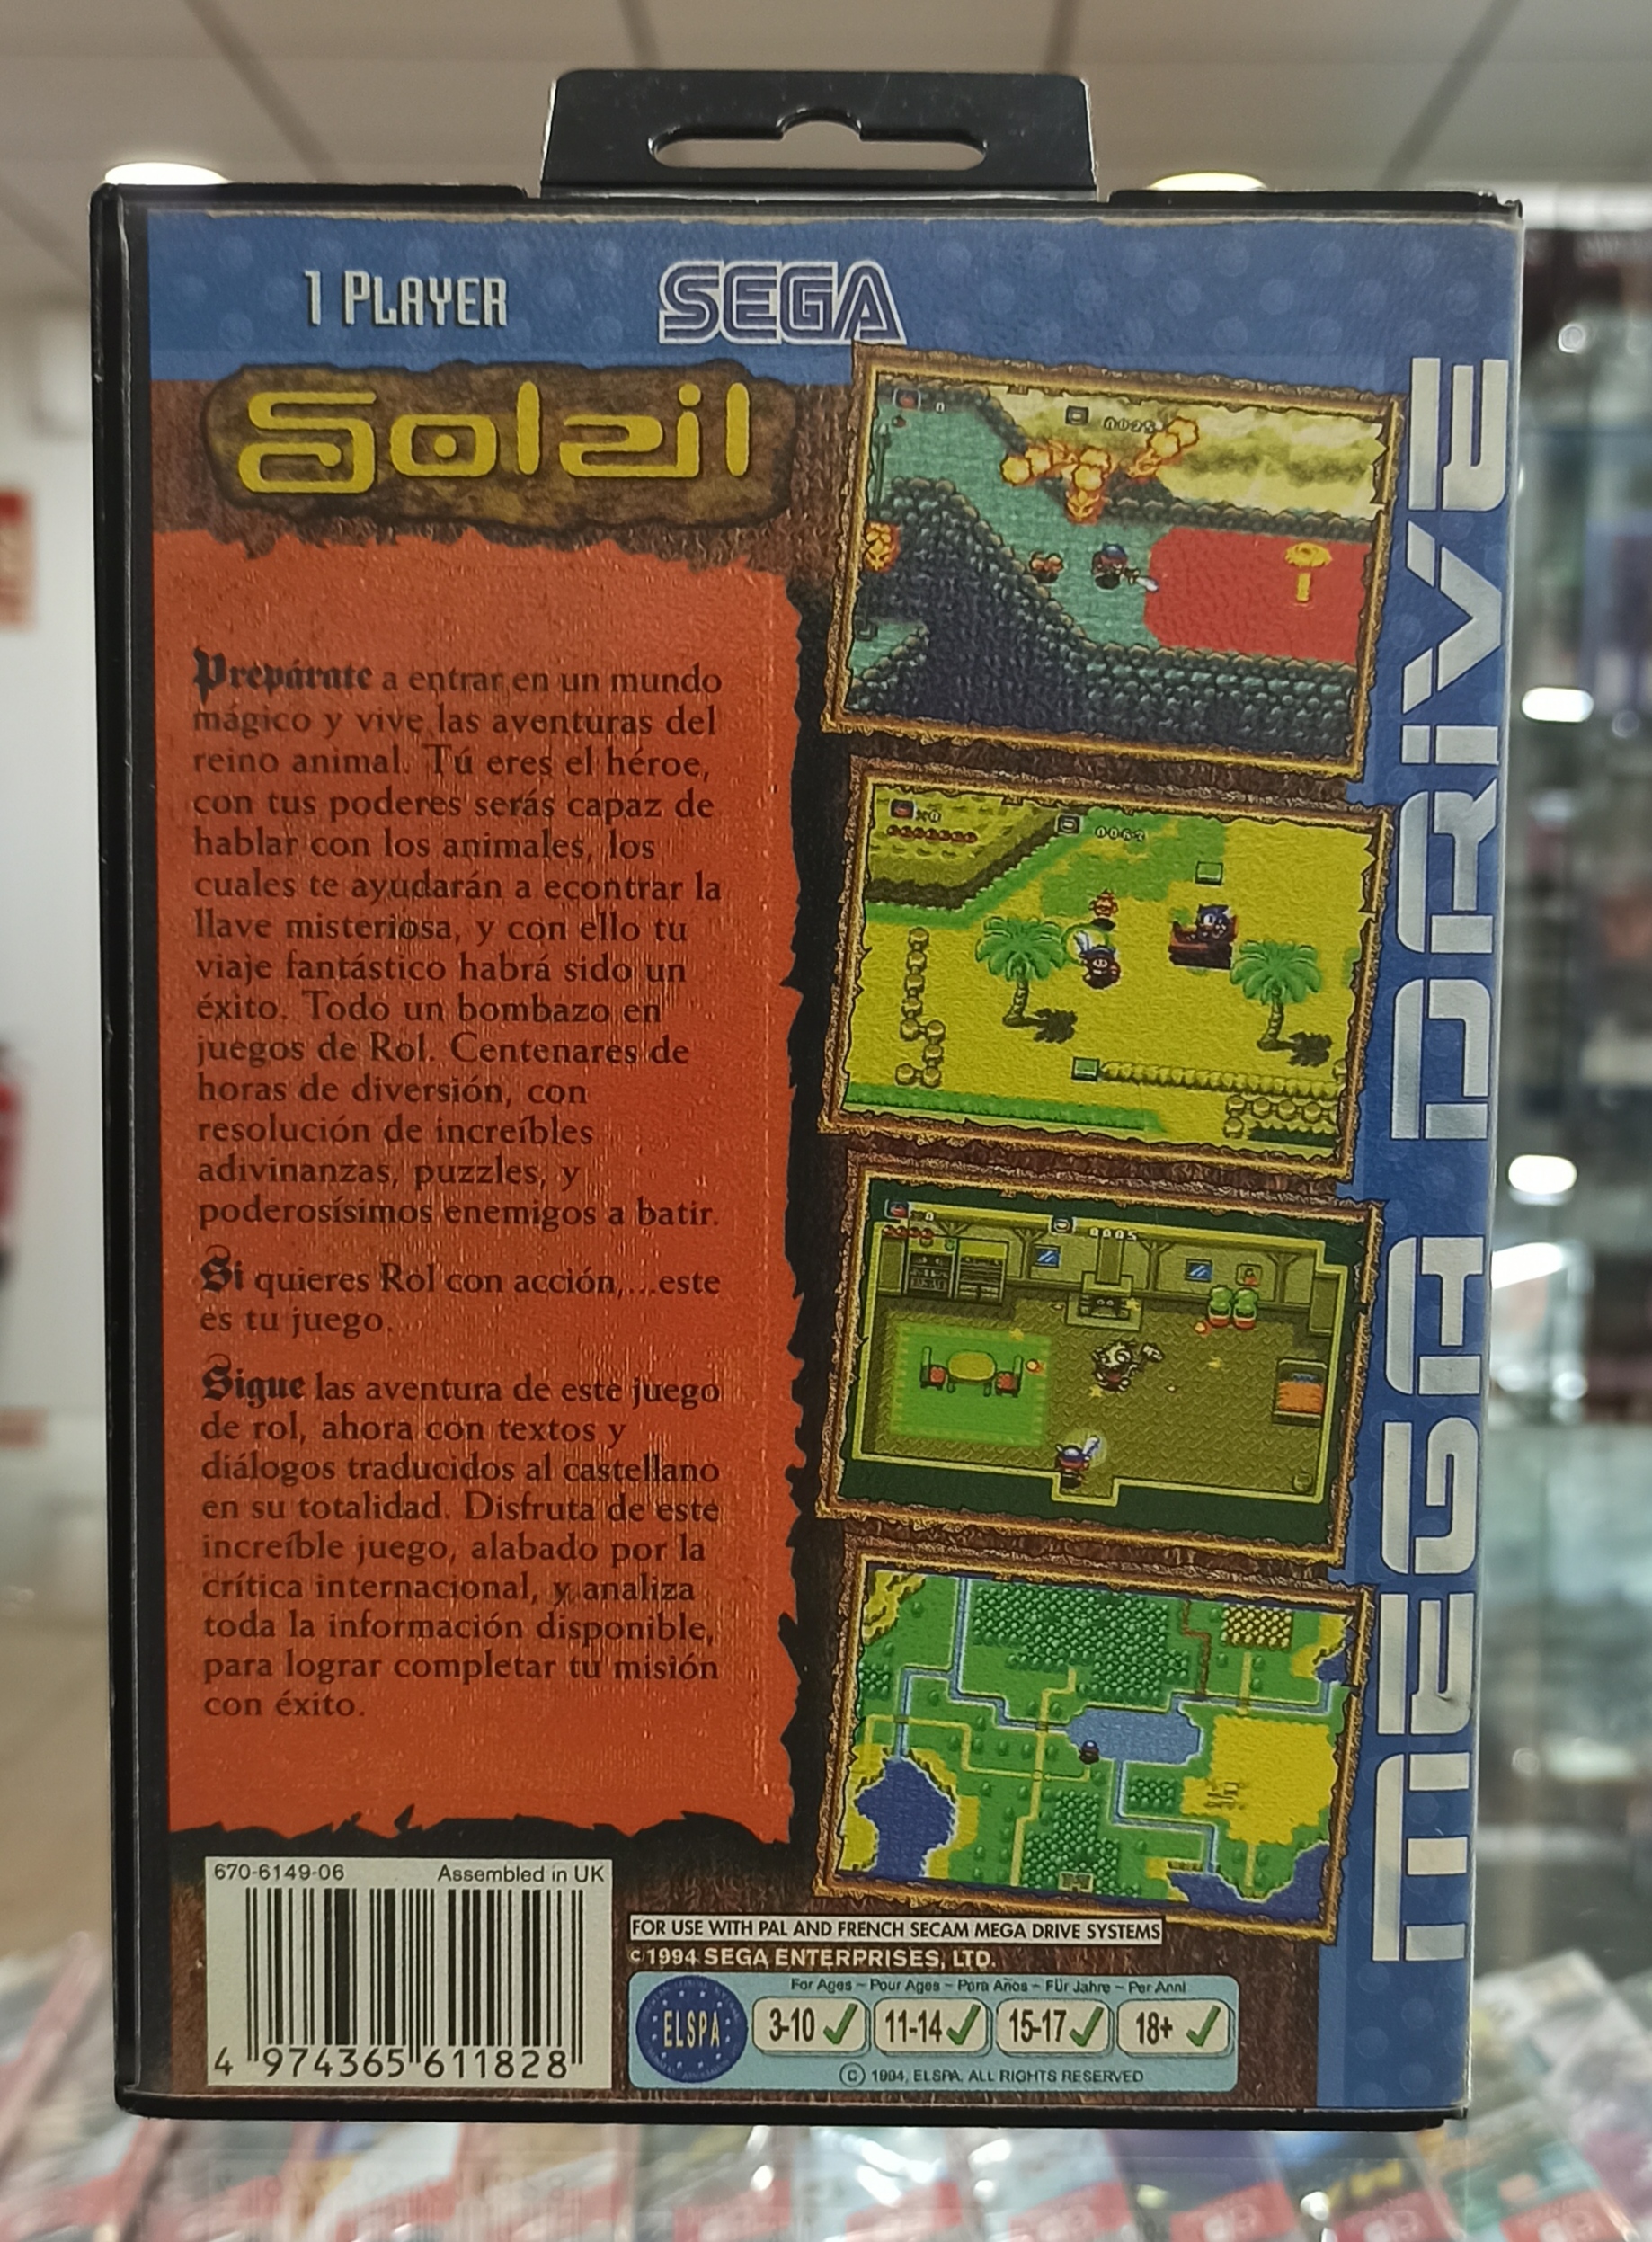 1 PLAYER
SEGA
Soleil
Prepárate a entrar en un mundo
mágico y vive las aventuras del
reino animal. Tú eres el héroe,
con tus poderes serás capaz de
hablar con los animales, los
cuales te ayudarán a econtrar la
llave misteriosa, y con ello tu
viaje fantástico habrá sido un
éxito. Todo un bombazo en
juegos de Rol. Centenares de
horas de diversión, con
resolución de increíbles
adivinanzas, puzzles, y
poderosísimos enemigos a batir.
Si quieres Rol con acción,...este
es tu juego.
Sigue las aventura de este juego
de rol, ahora con textos y
diálogos traducidos al castellano
en su totalidad. Disfruta de este
increíble juego, alabado por la
crítica internacional, y analiza
toda la información disponible,
para lograr completar tu misión
con éxito.
0025
0062
0005
MEGA DRIVE
670-6149-06 Assembled in UK
4 974365 611828
FOR USE WITH PAL AND FRENCH SECAM MEGA DRIVE SYSTEMS
© 1994 SEGA ENTERPRISES, LTD.
For Ages – Pour Ages – Para Años – Für Jahre – Per Anni
ELSPA
3-10 11-14 15-17 18+
© 1994, ELSPA. ALL RIGHTS RESERVED